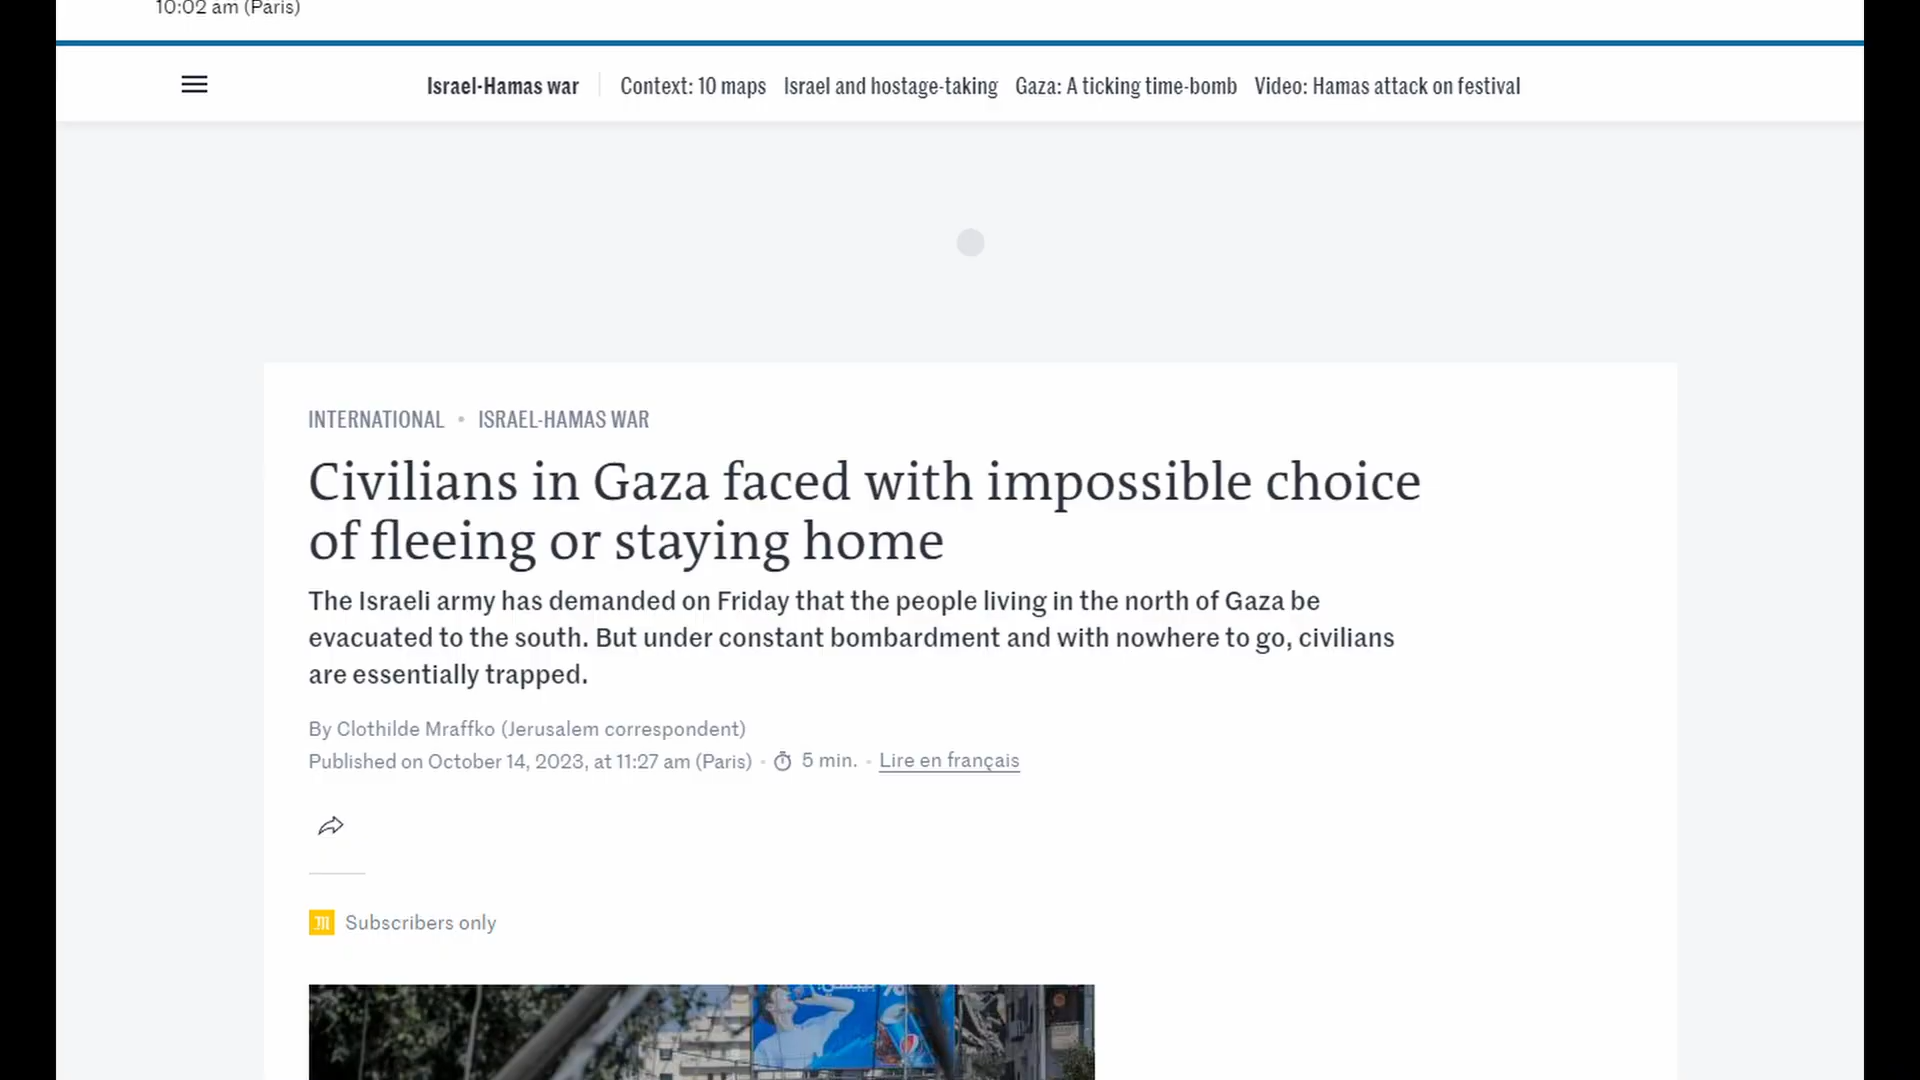 10:02 am (Paris)
Israel-Hamas war
Context: 10 maps
Israel and hostage-taking
Gaza: A ticking time-bomb
Video: Hamas attack on festival
INTERNATIONAL • ISRAEL-HAMAS WAR
Civilians in Gaza faced with impossible choice
of fleeing or staying home
The Israeli army has demanded on Friday that the people living in the north of Gaza be
evacuated to the south. But under constant bombardment and with nowhere to go, civilians
are essentially trapped.
By Clothilde Mraffko (Jerusalem correspondent)
Published on October 14, 2023, at 11:27 am (Paris) • 5 min. • Lire en français
Subscribers only